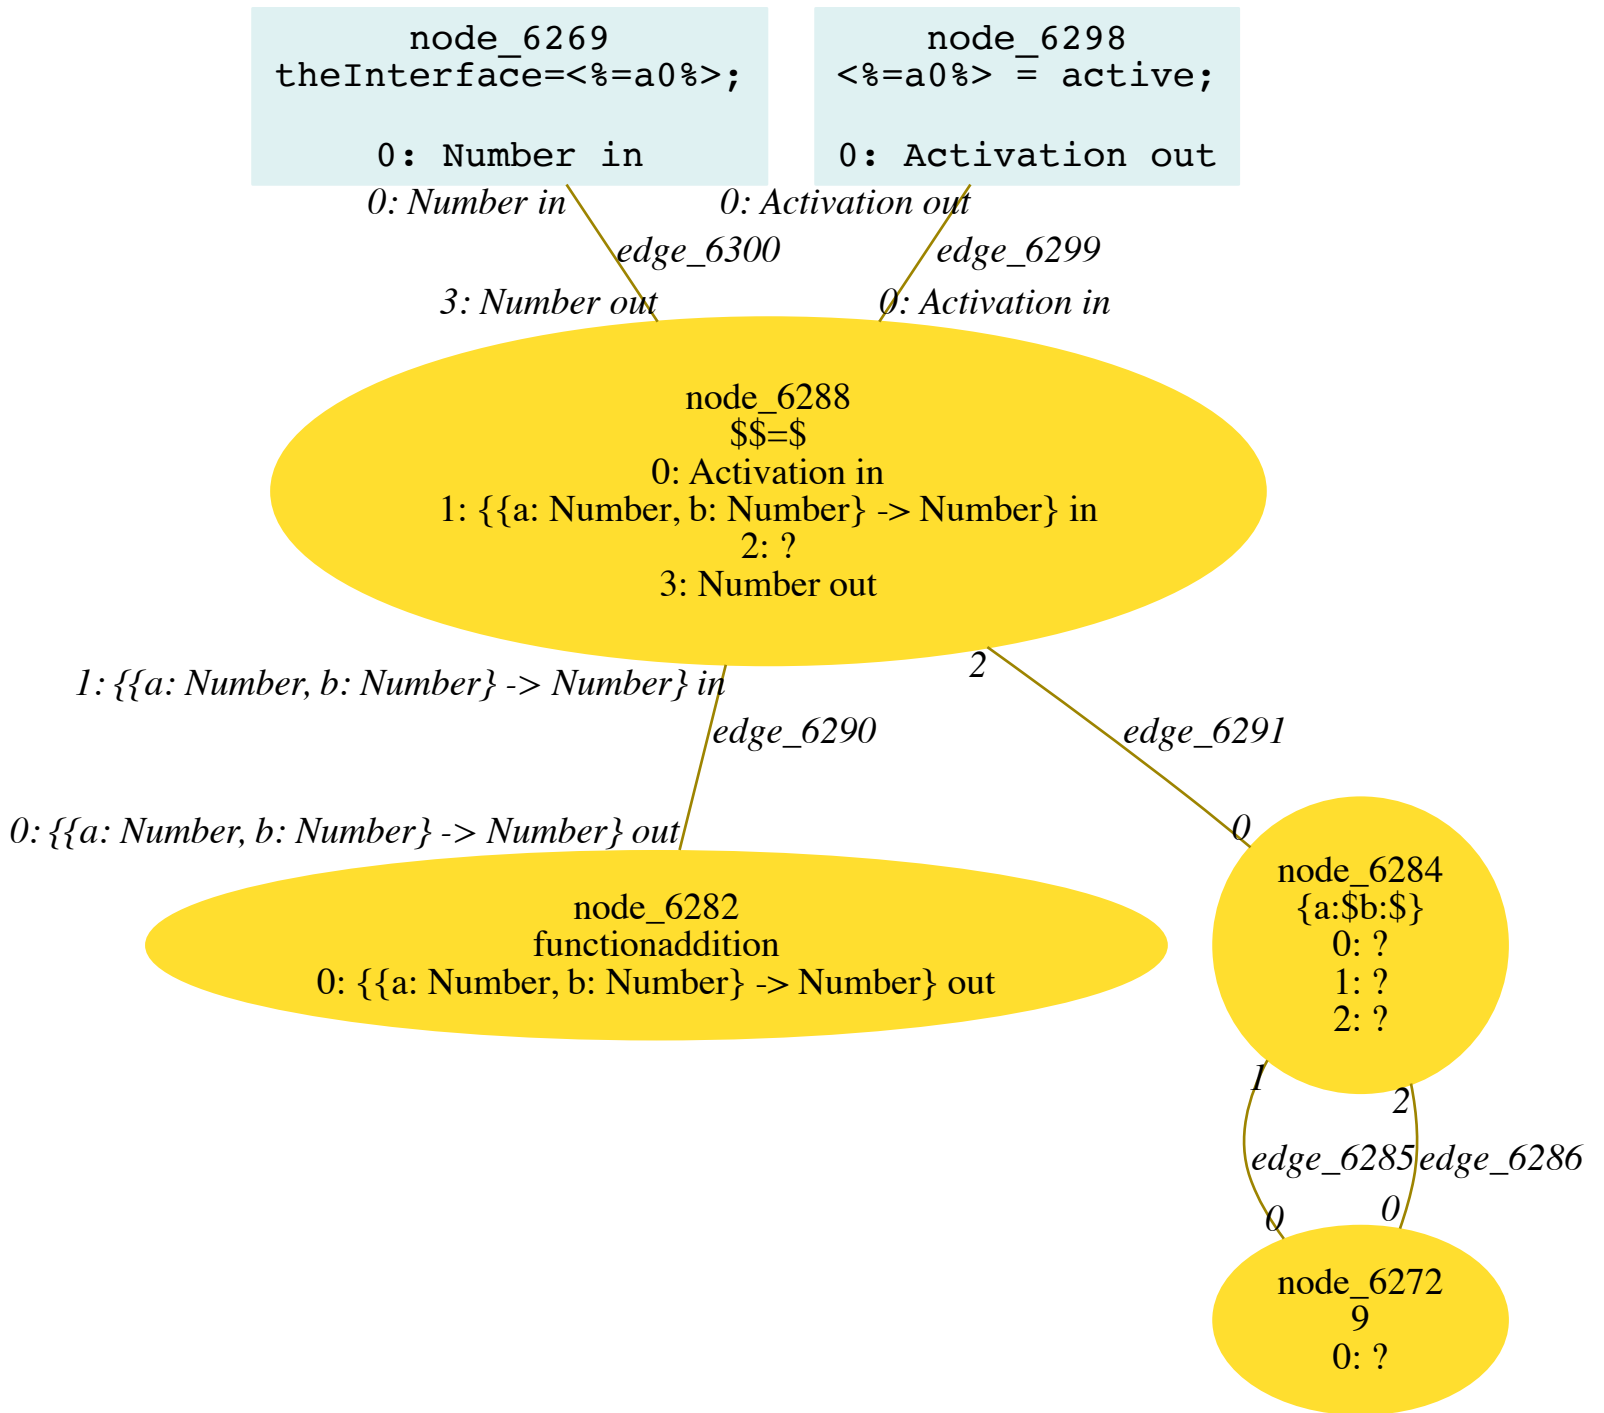 node_6269
theInterface=<%=a0%>;
0: Number in
node_6298
<%=a0%> = active;
0: Activation out
0: Number in
0: Activation out
edge_6300
edge_6299
3: Number out
0: Activation in
node_6288
$$=$
0: Activation in
1: {{a: Number, b: Number} -> Number} in
2: ?
3: Number out
1: {{a: Number, b: Number} -> Number} in
2
edge_6290
edge_6291
0: {{a: Number, b: Number} -> Number} out
0
node_6282
functionaddition
0: {{a: Number, b: Number} -> Number} out
node_6284
{a:$b:$}
0: ?
1: ?
2: ?
1
2
edge_6285
edge_6286
0
0
node_6272
9
0: ?